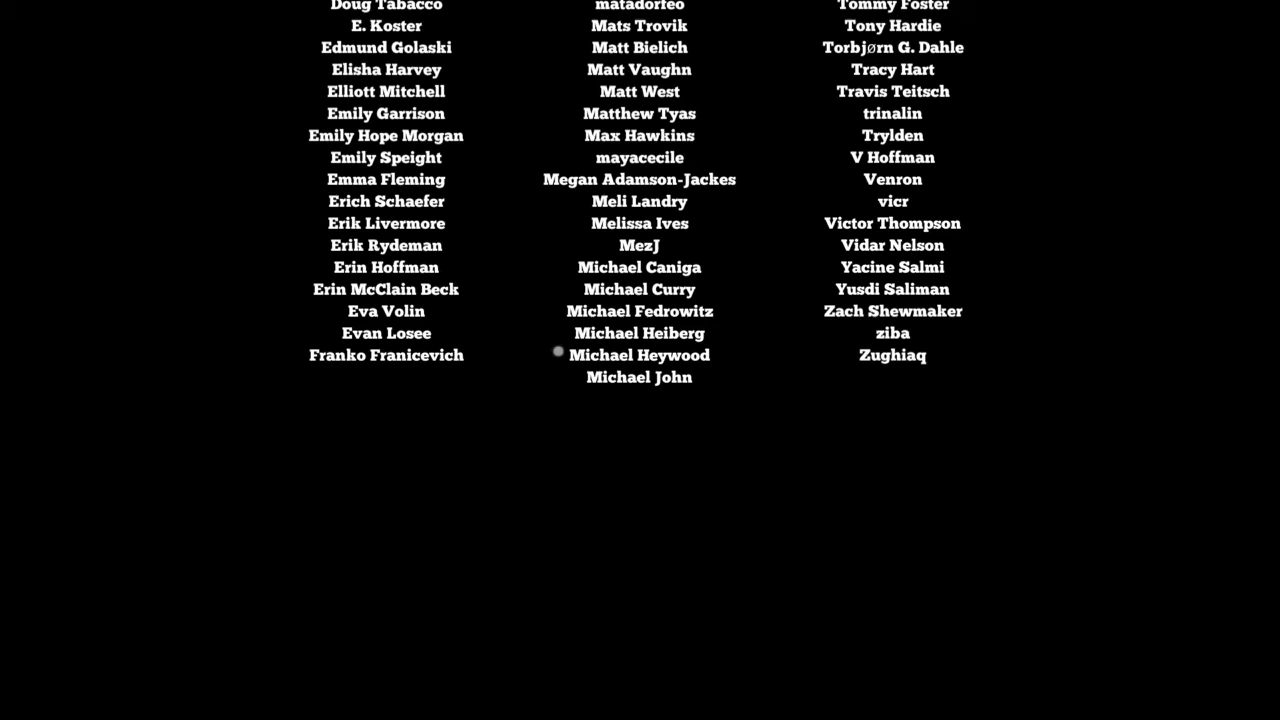 Doug Tabacco
E. Koster
Edmund Golaski
Elisha Harvey
Elliott Mitchell
Emily Garrison
Emily Hope Morgan
Emily Speight
Emma Fleming
Erich Schaefer
Erik Livermore
Erik Rydeman
Erin Hoffman
Erin McClain Beck
Eva Volin
Evan Losee
Franko Franicevich
matadorfeo
Mats Trovik
Matt Bielich
Matt Vaughn
Matt West
Matthew Tyas
Max Hawkins
mayacecile
Megan Adamson-Jackes
Meli Landry
Melissa Ives
MezJ
Michael Caniga
Michael Curry
Michael Fedrowitz
Michael Heiberg
Michael Heywood
Michael John
Tommy Foster
Tony Hardie
Torbjørn G. Dahle
Tracy Hart
Travis Teitsch
trinalin
Trylden
V Hoffman
Venron
vicr
Victor Thompson
Vidar Nelson
Yacine Salmi
Yusdi Saliman
Zach Shewmaker
ziba
Zughiaq